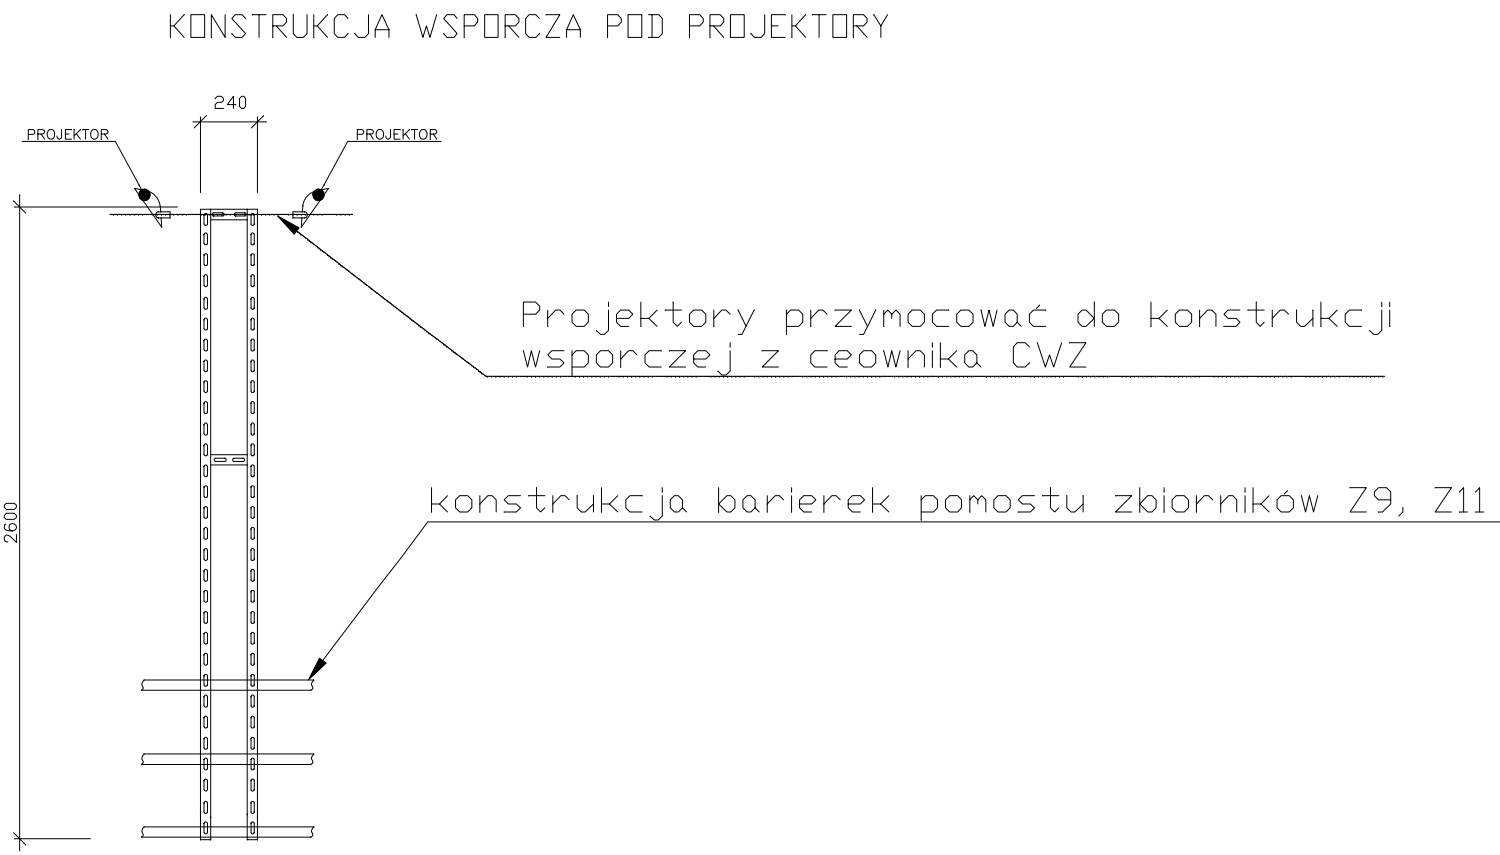 KONSTRUKCJA WSPORCZA POD PROJEKTORY
240
PROJEKTOR
PROJEKTOR
Projektory przymocować do konstrukcji
wsporczej z ceownika CWZ
konstrukcja barierek pomostu zbiorników Z9, Z11
2600